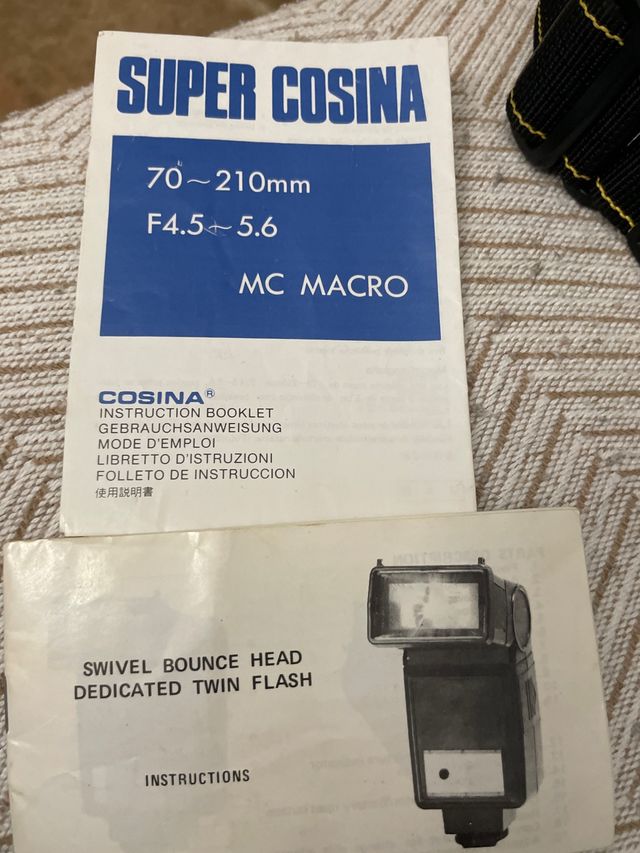 SUPER COSINA
70～210mm
F4.5～5.6
MC MACRO
COSINA®
INSTRUCTION BOOKLET
GEBRAUCHSANWEISUNG
MODE D'EMPLOI
LIBRETTO D'ISTRUZIONI
FOLLETO DE INSTRUCCION
使用説明書
SWIVEL BOUNCE HEAD
DEDICATED TWIN FLASH
INSTRUCTIONS